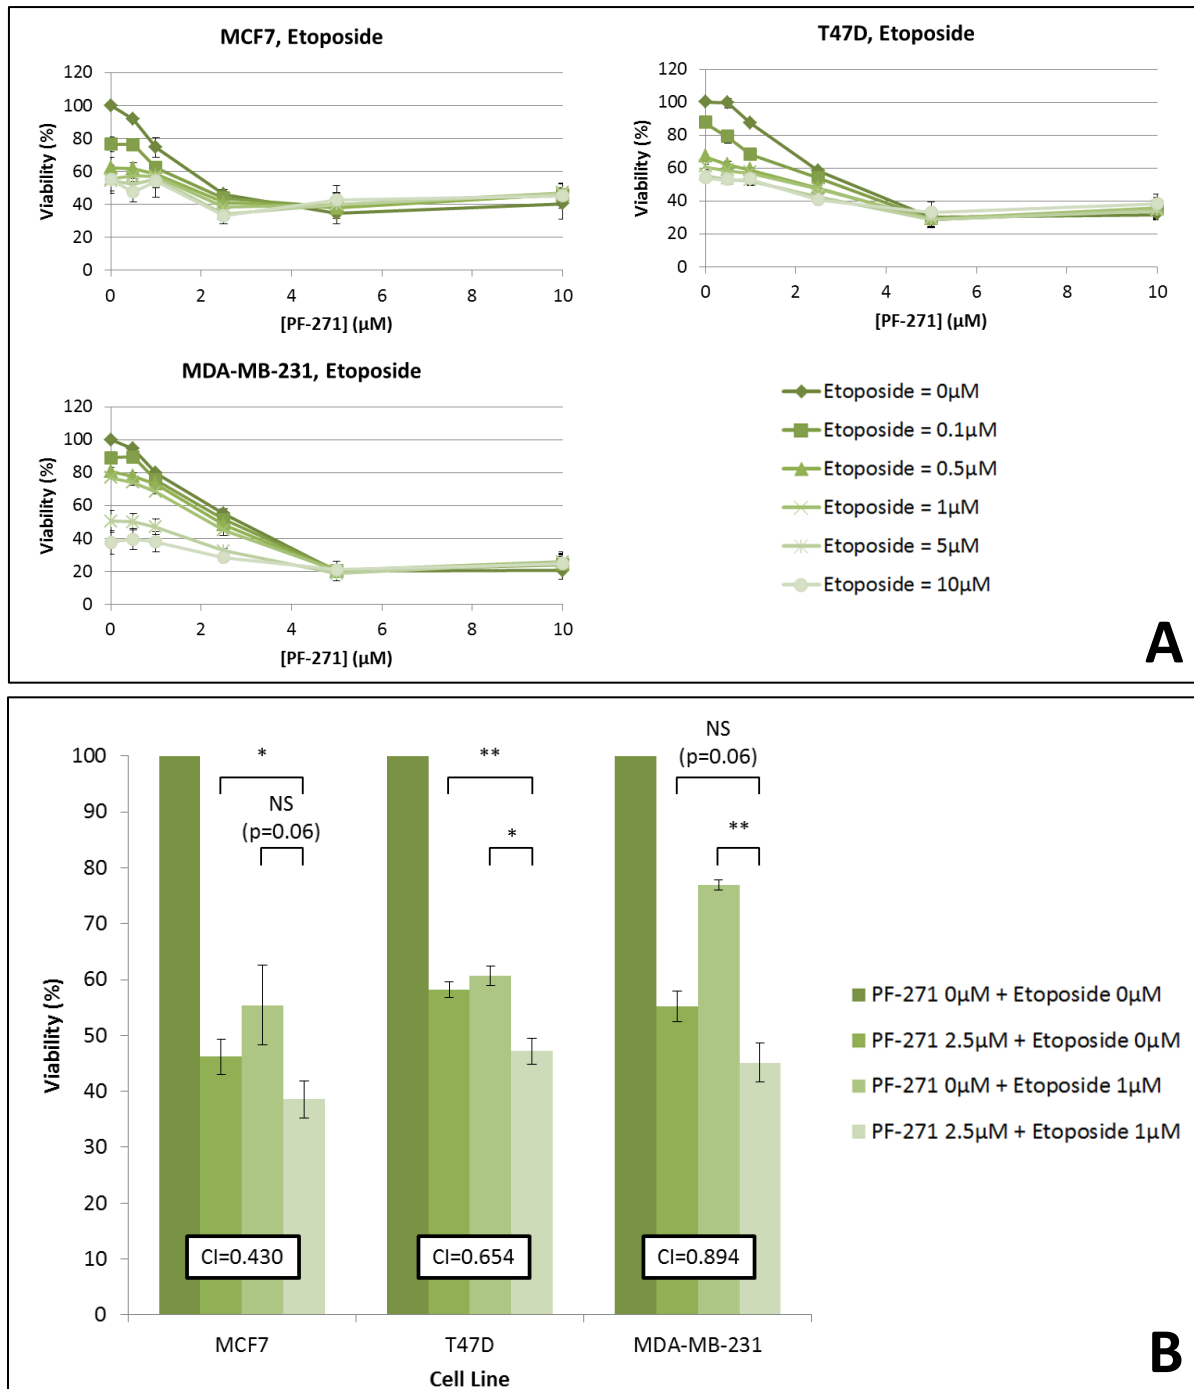 MCF7, Etoposide
120
100
80
60
40
20
0
Viability (%)
0 2 4 6 8 10
[PF-271] (µM)
T47D, Etoposide
120
100
80
60
40
20
0
Viability (%)
0 2 4 6 8 10
[PF-271] (µM)
MDA-MB-231, Etoposide
120
100
80
60
40
20
0
Viability (%)
0 2 4 6 8 10
[PF-271] (µM)
Etoposide = 0µM
Etoposide = 0.1µM
Etoposide = 0.5µM
Etoposide = 1µM
Etoposide = 5µM
Etoposide = 10µM
A
100
90
80
70
60
50
40
30
20
10
0
Viability (%)
*
NS
(p=0.06)
**
*
NS
(p=0.06)
**
CI=0.430
CI=0.654
CI=0.894
MCF7 T47D MDA-MB-231
Cell Line
PF-271 0µM + Etoposide 0µM
PF-271 2.5µM + Etoposide 0µM
PF-271 0µM + Etoposide 1µM
PF-271 2.5µM + Etoposide 1µM
B